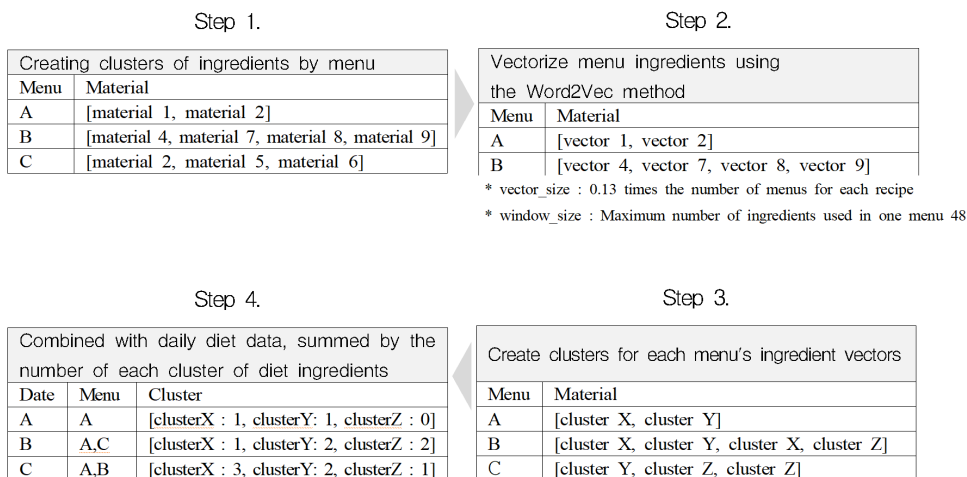 Step 1.
Creating clusters of ingredients by menu
Menu Material
A [material 1, material 2]
B [material 4, material 7, material 8, material 9]
C [material 2, material 5, material 6]
Step 2.
Vectorize menu ingredients using
the Word2Vec method
Menu Material
A [vector 1, vector 2]
B [vector 4, vector 7, vector 8, vector 9]
* vector_size : 0.13 times the number of menus for each recipe
* window_size : Maximum number of ingredients used in one menu 48
Step 3.
Create clusters for each menu's ingredient vectors
Menu Material
A [cluster X, cluster Y]
B [cluster X, cluster Y, cluster X, cluster Z]
C [cluster Y, cluster Z, cluster Z]
Step 4.
Combined with daily diet data, summed by the
number of each cluster of diet ingredients
Date Menu Cluster
A A [clusterX : 1, clusterY: 1, clusterZ : 0]
B A,C [clusterX : 1, clusterY: 2, clusterZ : 2]
C A,B [clusterX : 3, clusterY: 2, clusterZ : 1]